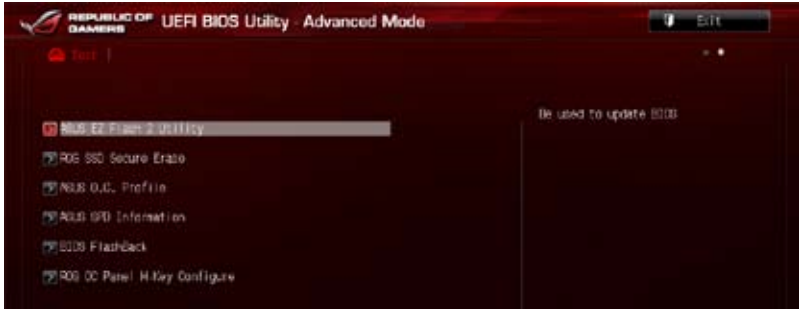 REPUBLIC OF GAMERS UEFI BIOS Utility - Advanced Mode
Exit
Tool
Be used to update BIOS
ASUS EZ Flash 2 Utility
ROG SSD Secure Erase
ASUS O.C. Profile
ASUS SPD Information
BIOS FlashBack
ROG OC Panel H-Key Configure